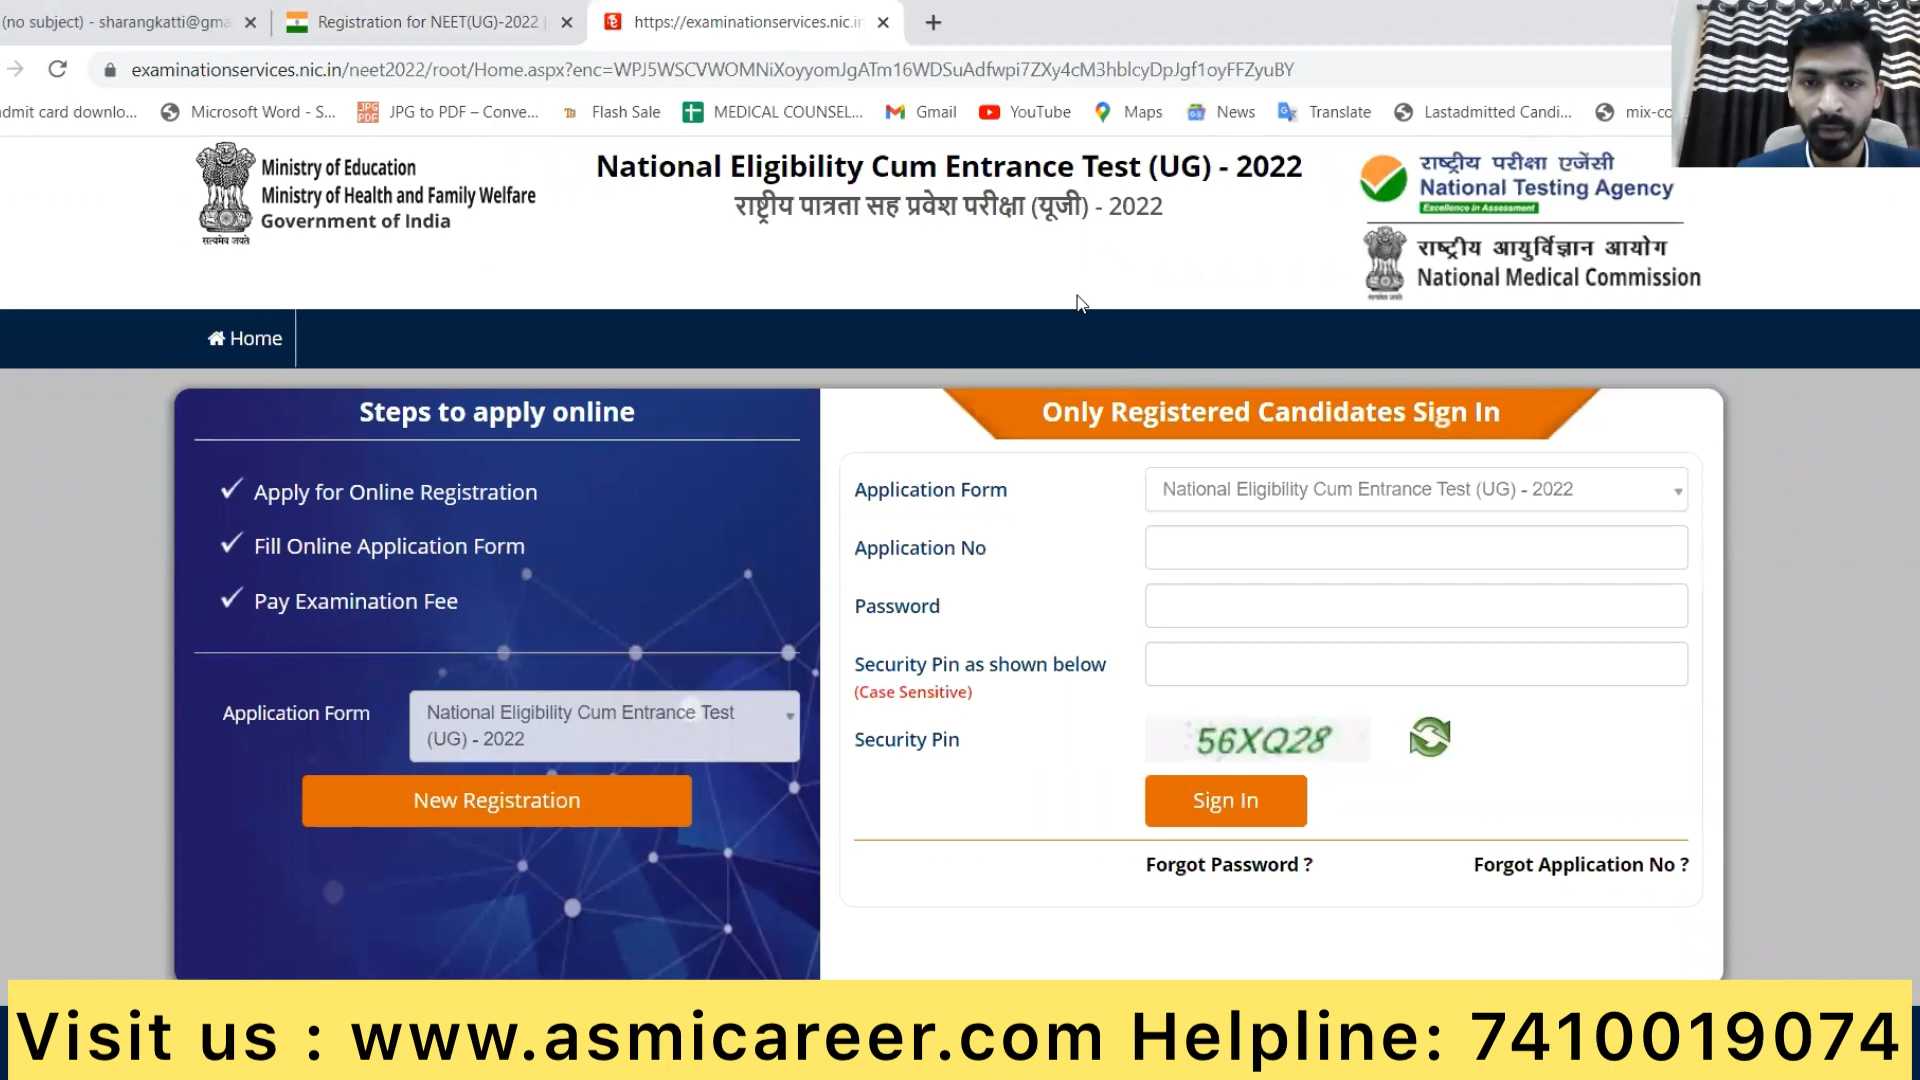 (no subject) - sharangkatti@gma
Registration for NEET(UG)-2022
https://examinationservices.nic.in
examinationservices.nic.in/neet2022/root/Home.aspx?enc=WPJ5WSCVWOMNiXoyyomJgATm16WDSuAdfwpi7ZXy4cM3hblcyDpJgf1oyFFZyuBY
dmit card downlo... Microsoft Word - S... JPG to PDF – Conve... Flash Sale MEDICAL COUNSEL... Gmail YouTube Maps News Translate Lastadmitted Candi... mix-co
Ministry of Education
Ministry of Health and Family Welfare
Government of India
सत्यमेव जयते
National Eligibility Cum Entrance Test (UG) - 2022
राष्ट्रीय पात्रता सह प्रवेश परीक्षा (यूजी) - 2022
राष्ट्रीय परीक्षा एजेंसी
National Testing Agency
Excellence in Assessment
राष्ट्रीय आयुर्विज्ञान आयोग
National Medical Commission
Home
Steps to apply online
Apply for Online Registration
Fill Online Application Form
Pay Examination Fee
Application Form
National Eligibility Cum Entrance Test
(UG) - 2022
New Registration
Only Registered Candidates Sign In
Application Form National Eligibility Cum Entrance Test (UG) - 2022
Application No
Password
Security Pin as shown below
(Case Sensitive)
Security Pin 56XQ28
Sign In
Forgot Password ? Forgot Application No ?
Visit us : www.asmicareer.com Helpline: 7410019074